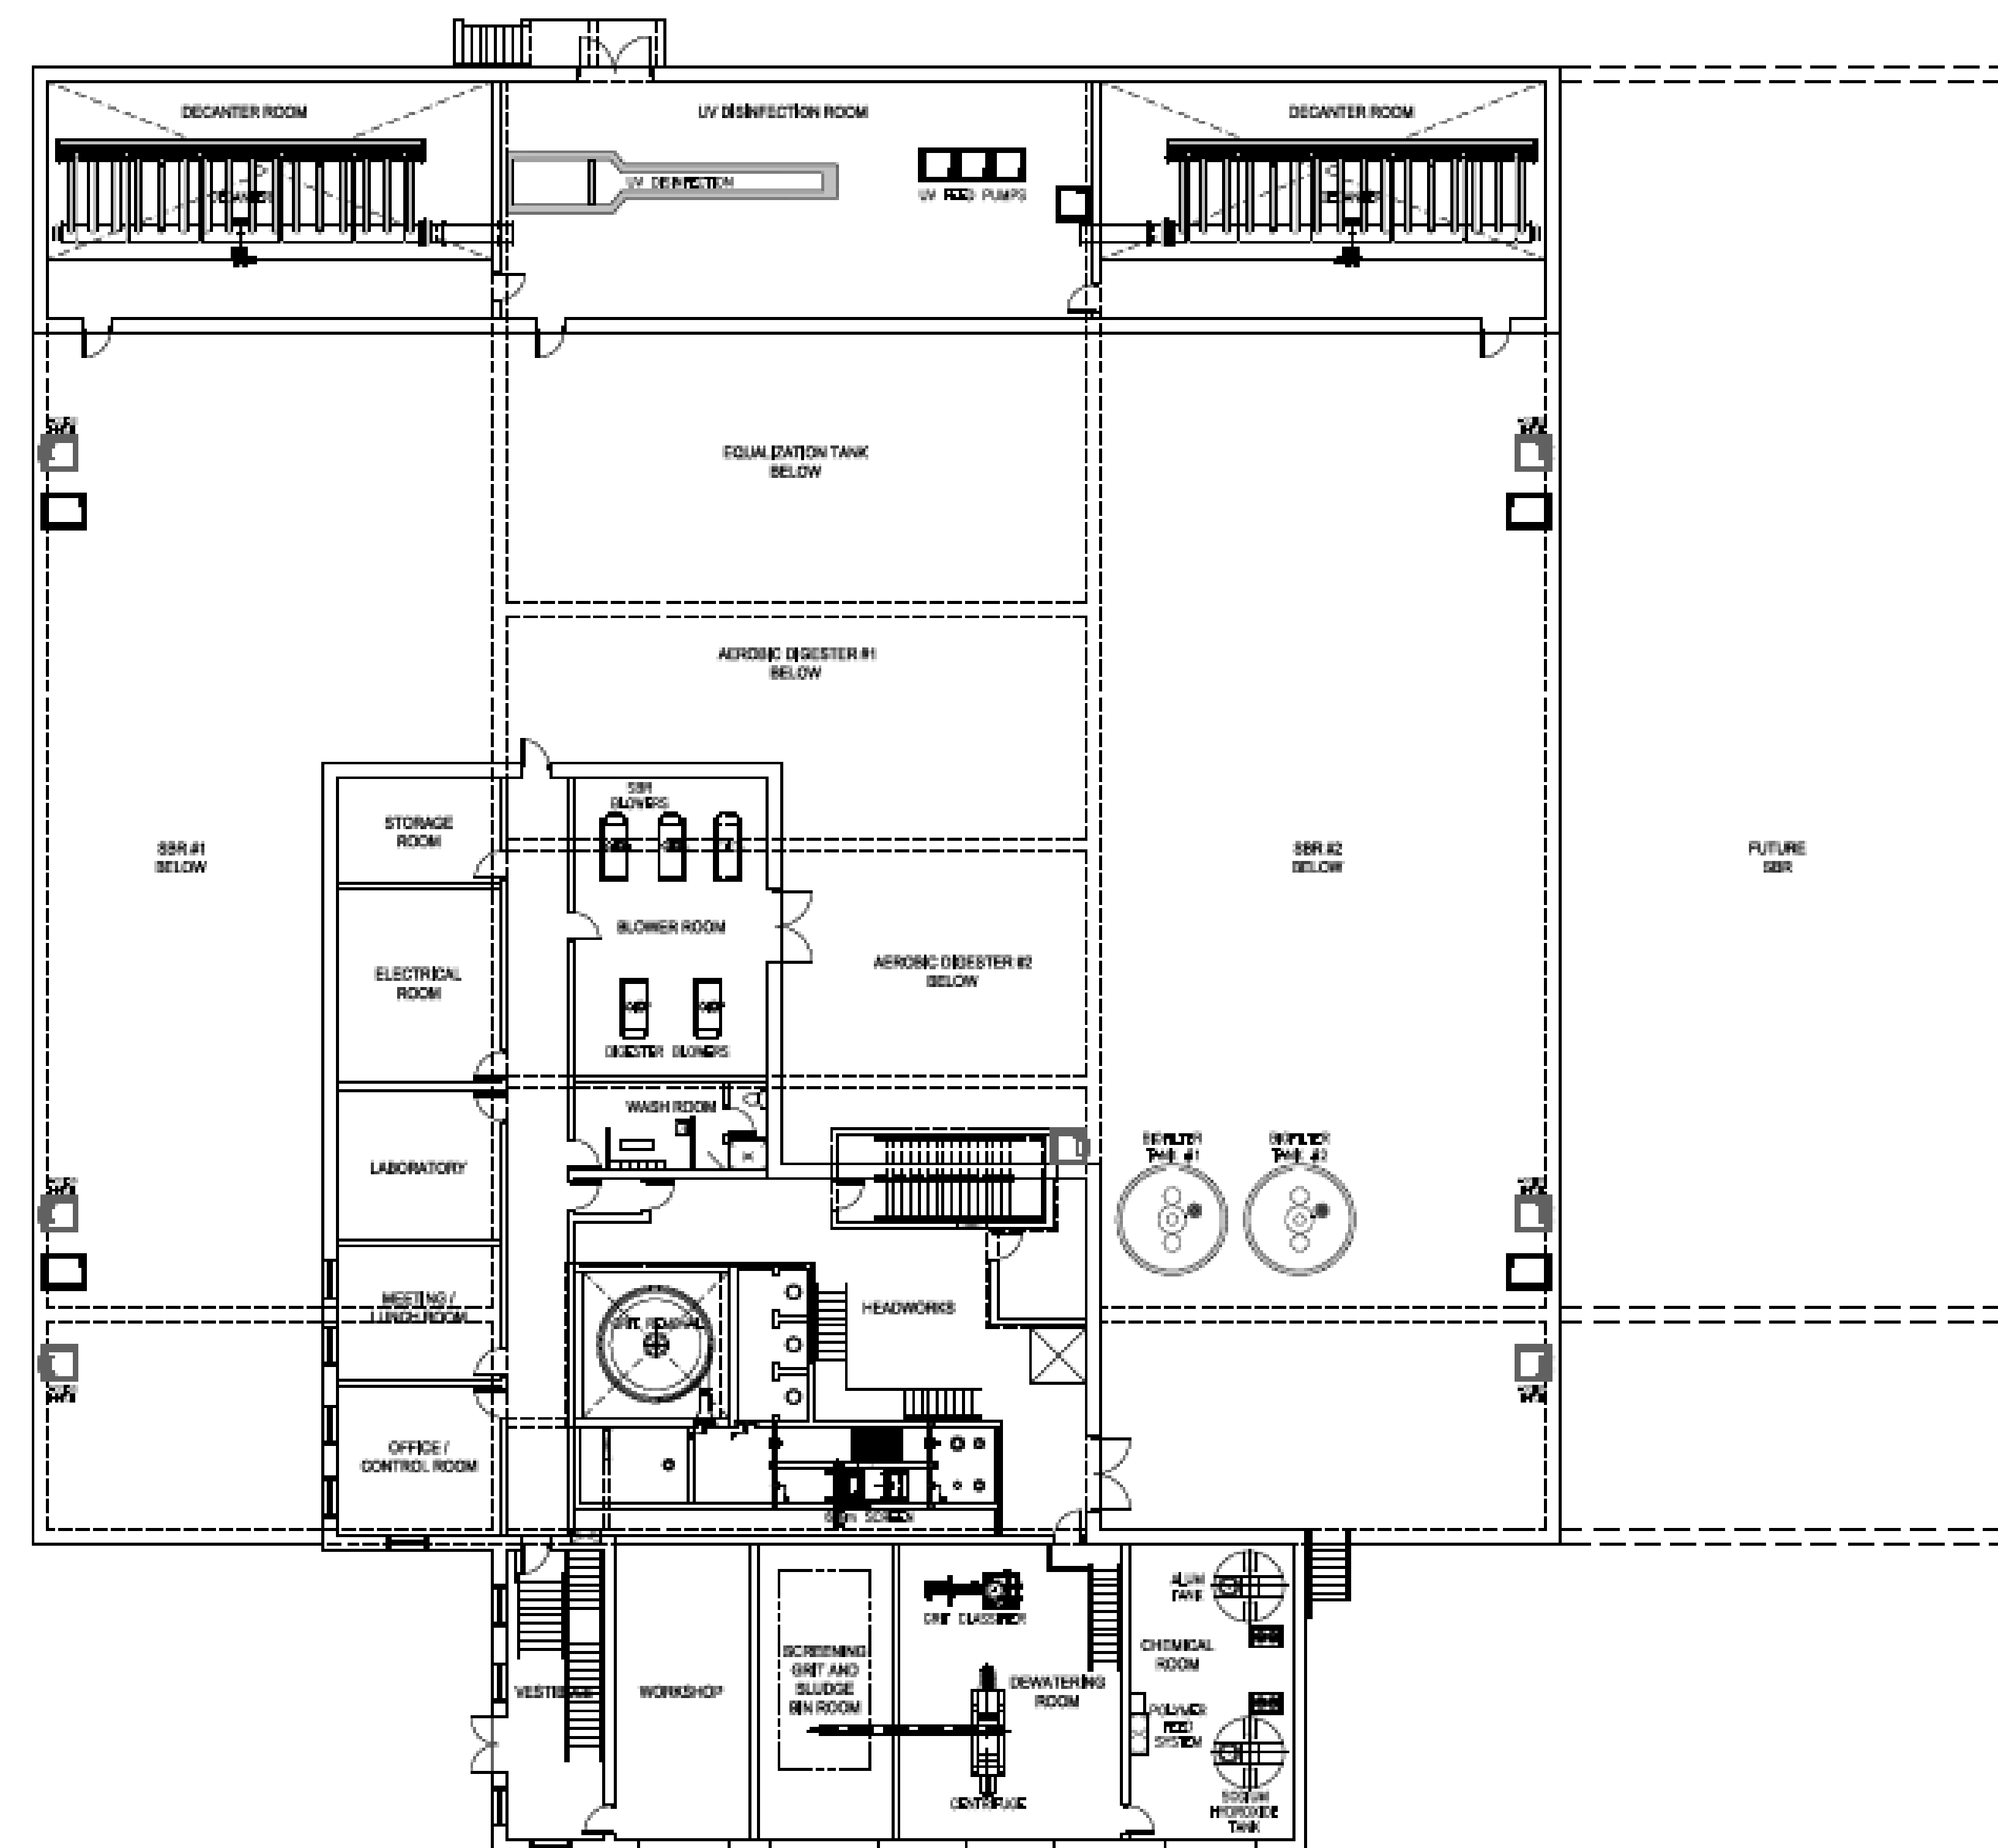 DECANTER ROOM
UV DISINFECTION ROOM
DECANTER ROOM
DECANTER
UV DISINFECTION
UV FEED PUMPS
DECANTER
EQUALIZATION TANK
BELOW
AEROBIC DIGESTER #1
BELOW
SBR
BLOWERS
STORAGE
ROOM
SBR #1
BELOW
SBR #2
BELOW
FUTURE
SBR
BLOWER ROOM
ELECTRICAL
ROOM
AEROBIC DIGESTER #2
BELOW
DIGESTER BLOWERS
WASH ROOM
LABORATORY
BIOFILTER
TANK #1
BIOFILTER
TANK #2
MEETING /
LUNCH ROOM
GRIT REMOVAL
HEADWORKS
OFFICE /
CONTROL ROOM
SCREEN
ALUM
TANK
GRIT CLASSIFIER
CHEMICAL
ROOM
SCREENING
GRIT AND
SLUDGE
BIN ROOM
DEWATERING
ROOM
VESTIBULE
WORKSHOP
POLYMER
FEED
SYSTEM
CENTRIFUGE
SODIUM
HYDROXIDE
TANK